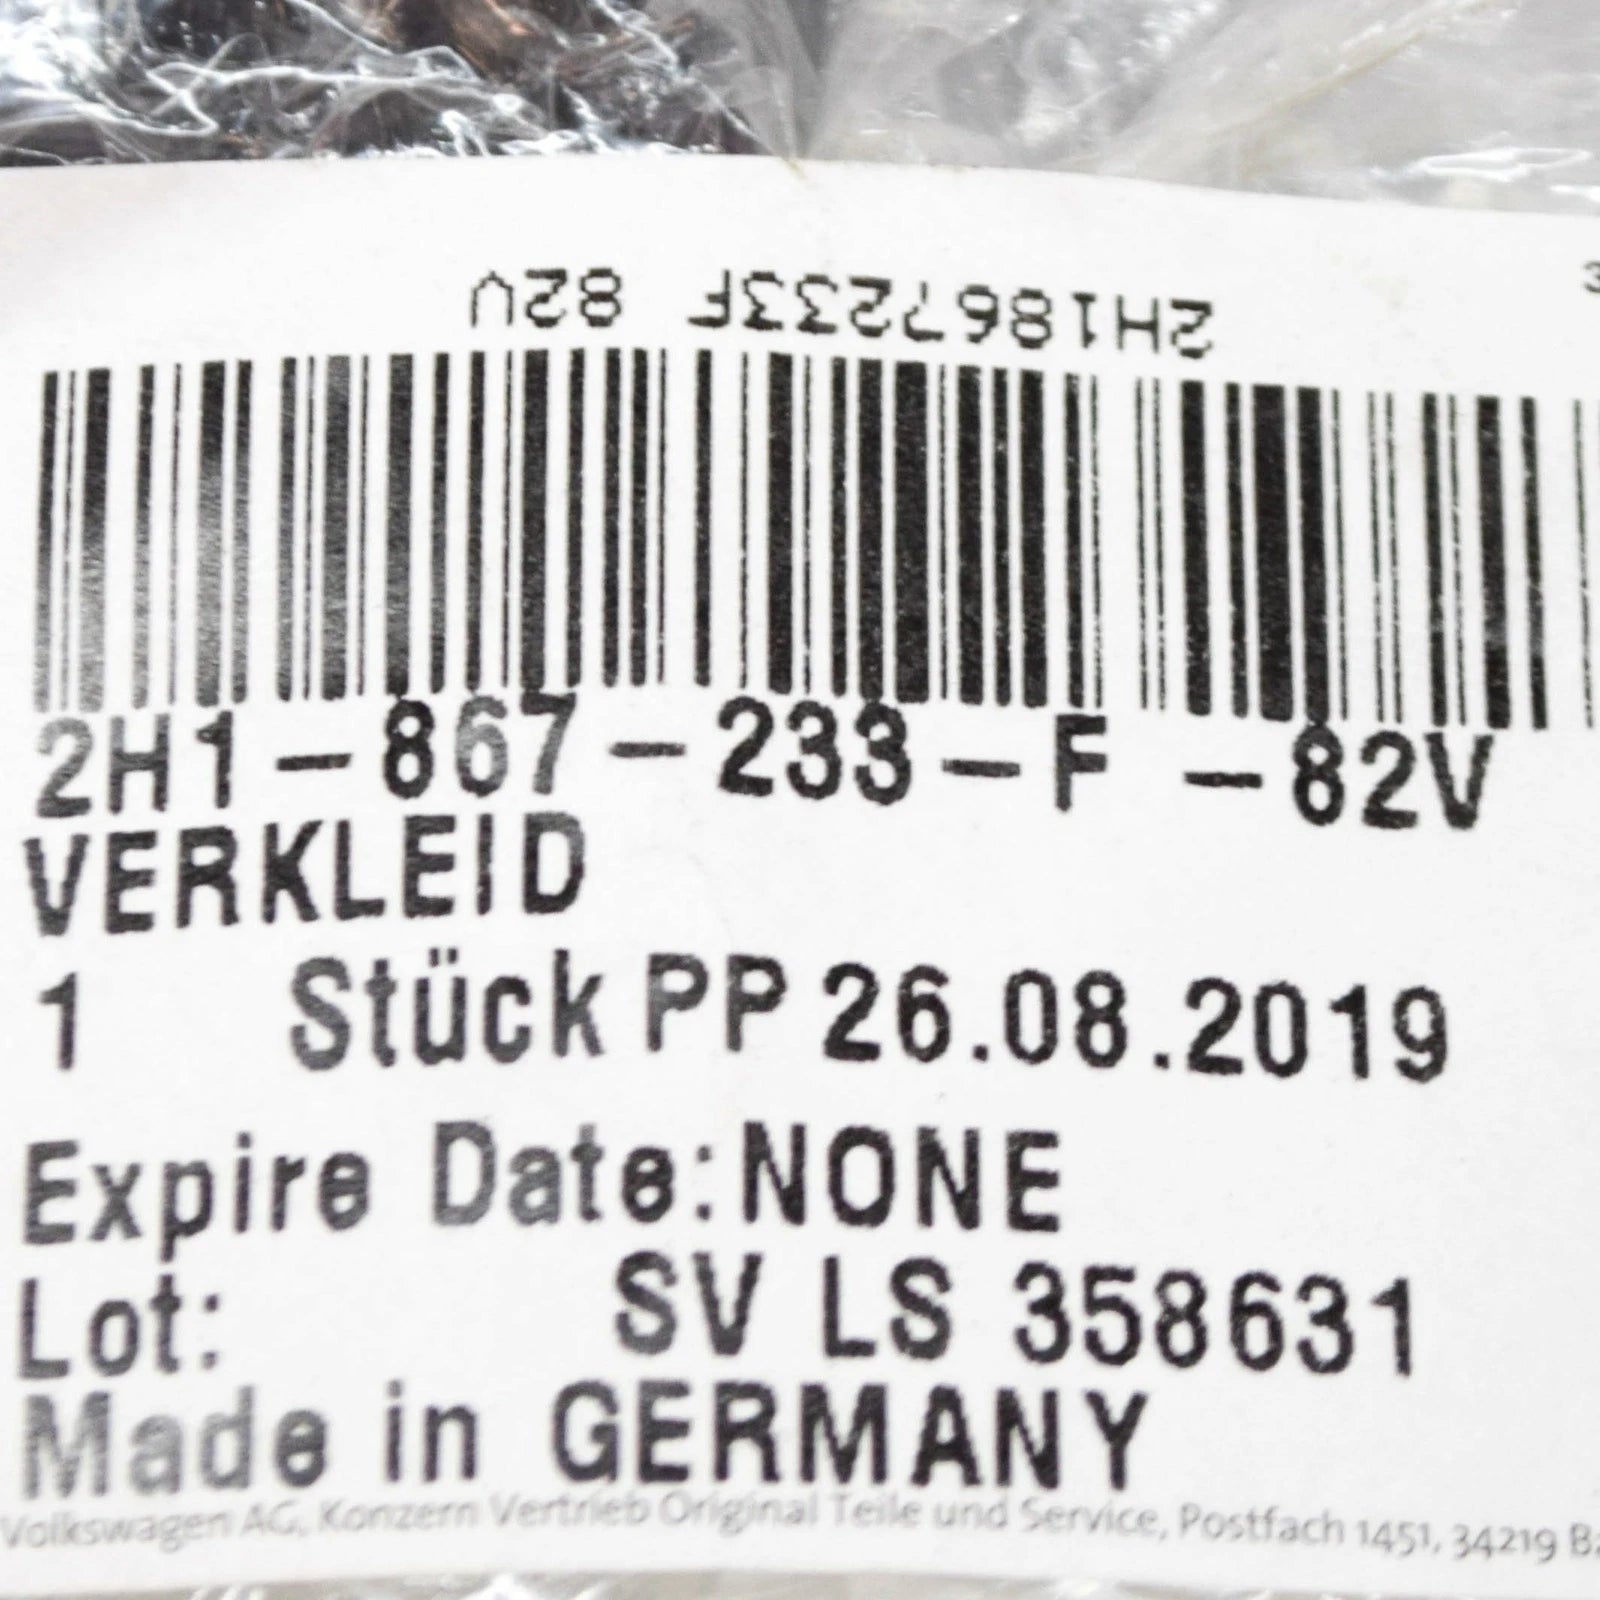 2H1867233F 82V
2H1-867-233-F -82V
VERKLEID
1 Stück PP 26.08.2019
Expire Date:NONE
Lot: SV LS 358631
Made in GERMANY
Volkswagen AG, Konzern Vertrieb Original Teile und Service, Postfach 1451, 34219